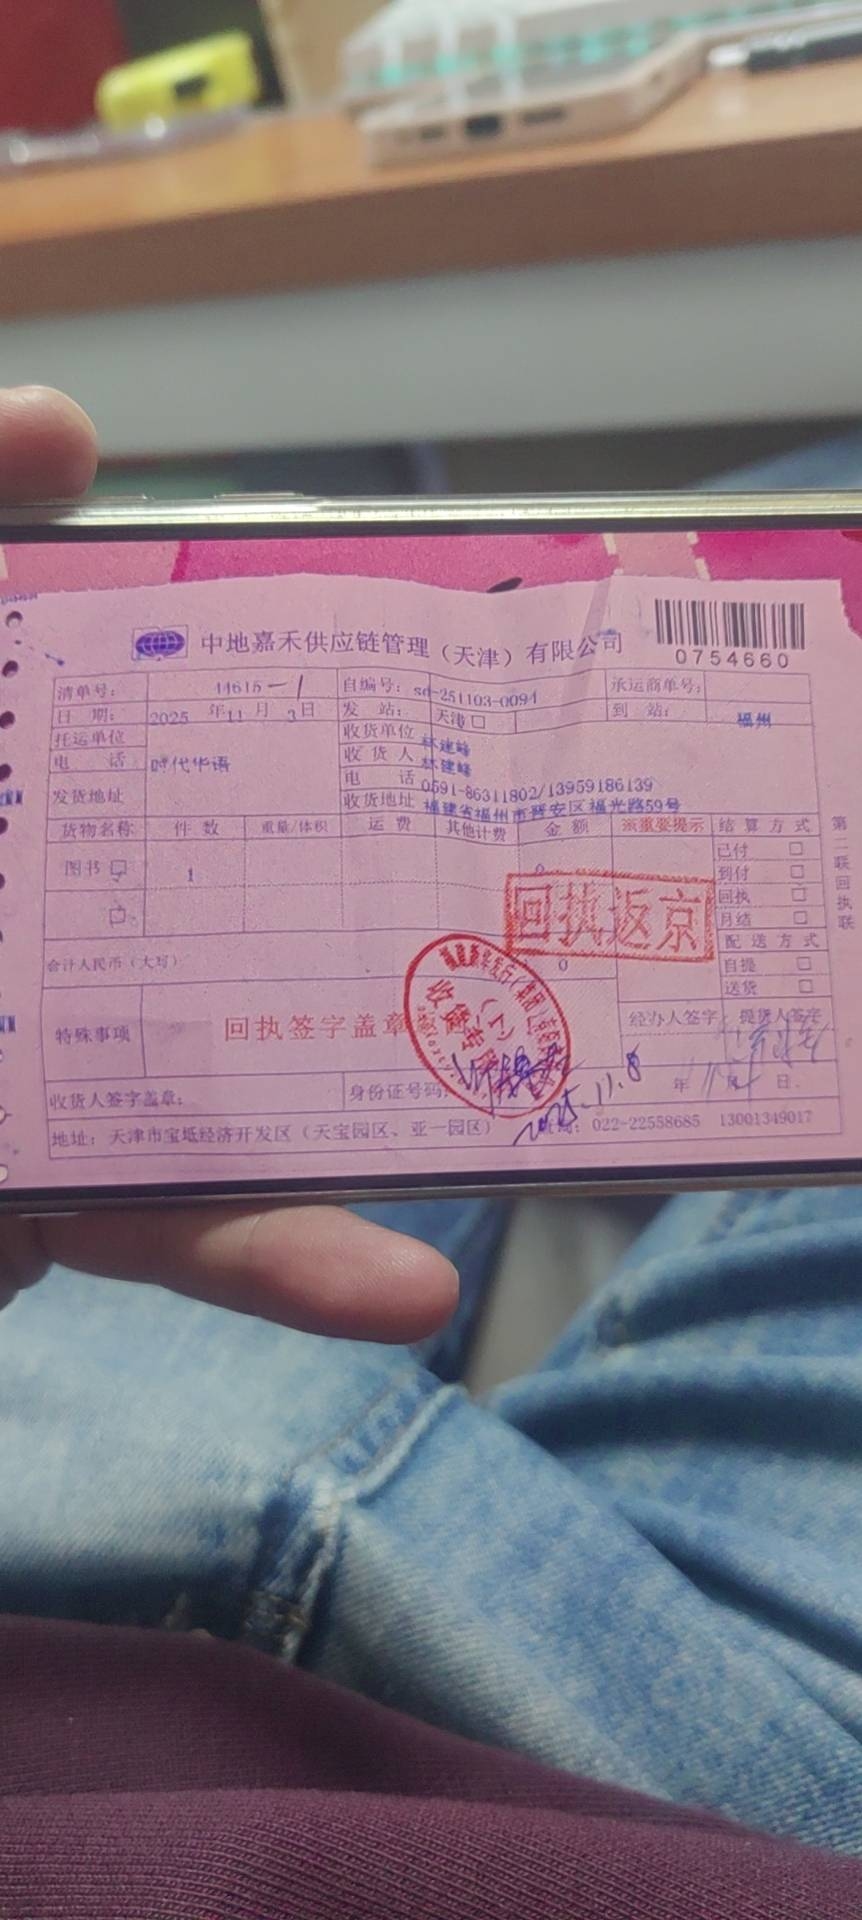 中地嘉禾供应链管理（天津）有限公司
0754660
清单号： 44615-1 自编号：sd-251103-0094 承运商单号：
日 期： 2025 年11 月 3日 发 站： 天津□ 到 站： 福州
托运单位 时代华语 收货单位 林建峰
电 话 收 货 人 林建峰
发货地址 电 话 0591-86311802/13959186139
收货地址 福建省福州市晋安区福光路59号
货物名称 件 数 重量/体积 运 费 其他计费 金 额 ※重要提示 结 算 方 式
图书□ 1 0 已付 □
□ 到付 □
回执 □
月结 □
回执返京
合计人民币（大写） 0 配 送 方 式
自提 □
送货 □
第二联回执联
特殊事项 回执签字盖章 经办人签字 提货人签字
收货专用
(1)
收货人签字盖章： 身份证号码： 年 月 日
2025.11.8
地址：天津市宝坻经济开发区（天宝园区、亚一园区） 022-22558685 13001349017